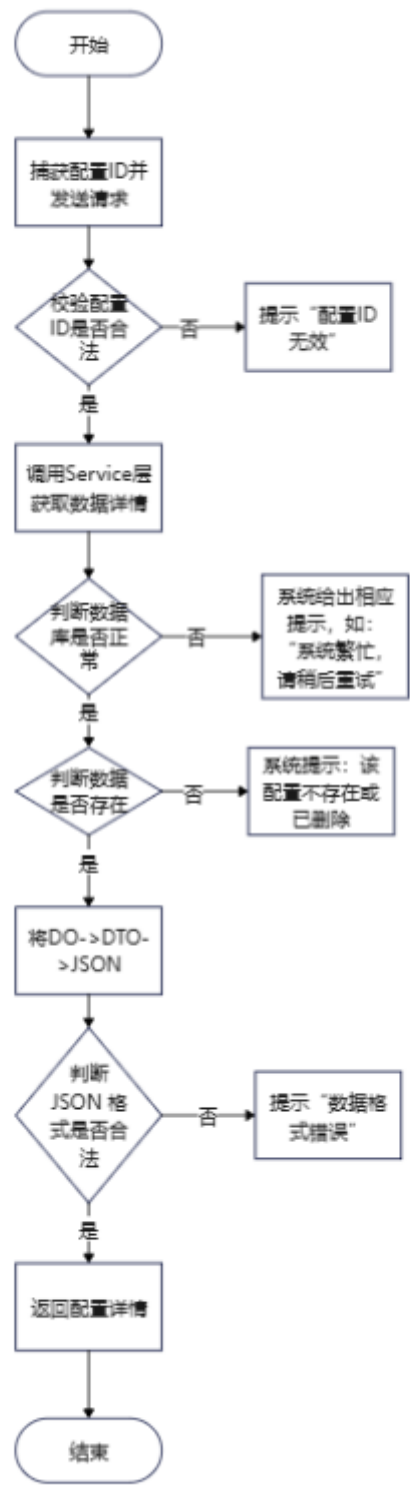 开始
捕获配置ID并
发送请求
校验配置
ID是否合
法
否
提示“配置ID
无效”
是
调用Service层
获取数据详情
判断数据
库是否正
常
否
系统给出相应
提示，如：
“系统繁忙，
请稍后重试”
是
判断数据
是否存在
否
系统提示：该
配置不存在或
已删除
是
将DO->DTO-
>JSON
判断
JSON 格
式是否合
法
否
提示“数据格
式错误”
是
返回配置详情
结束